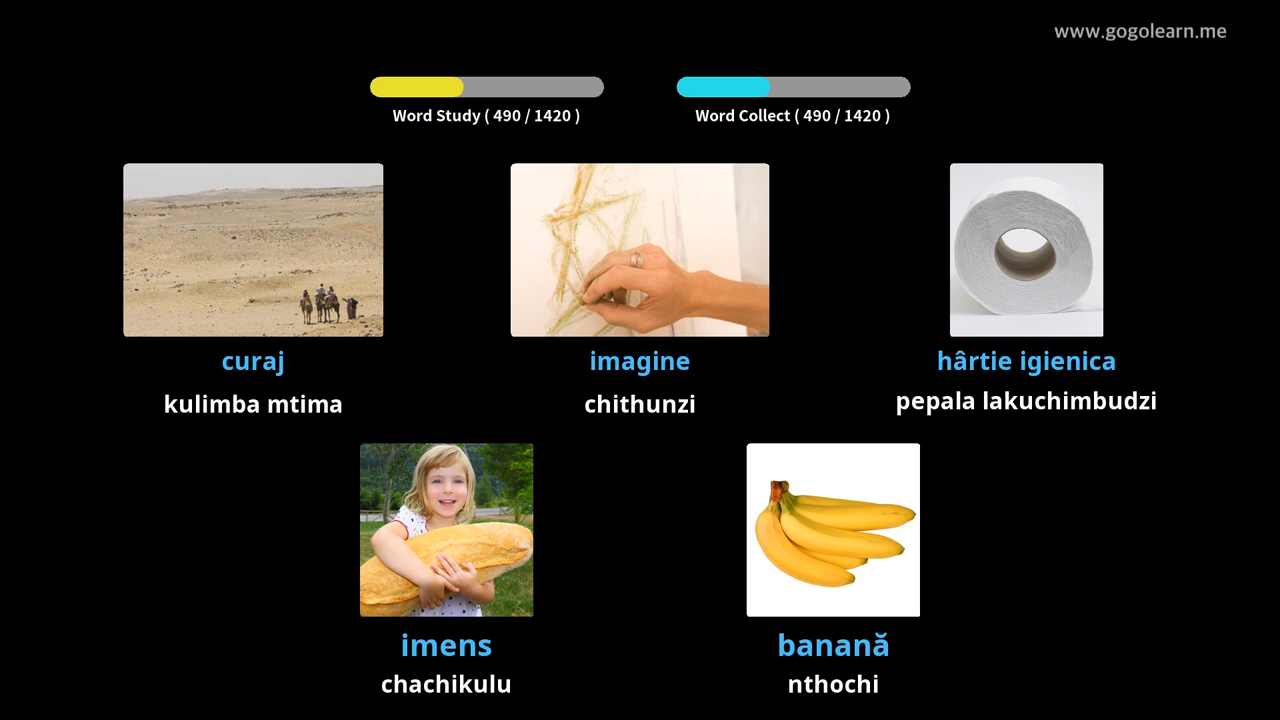 www.gogolearn.me
Word Study ( 490 / 1420 )
Word Collect ( 490 / 1420 )
curaj
imagine
hârtie igienica
kulimba mtima
chithunzi
pepala lakuchimbudzi
imens
banană
chachikulu
nthochi